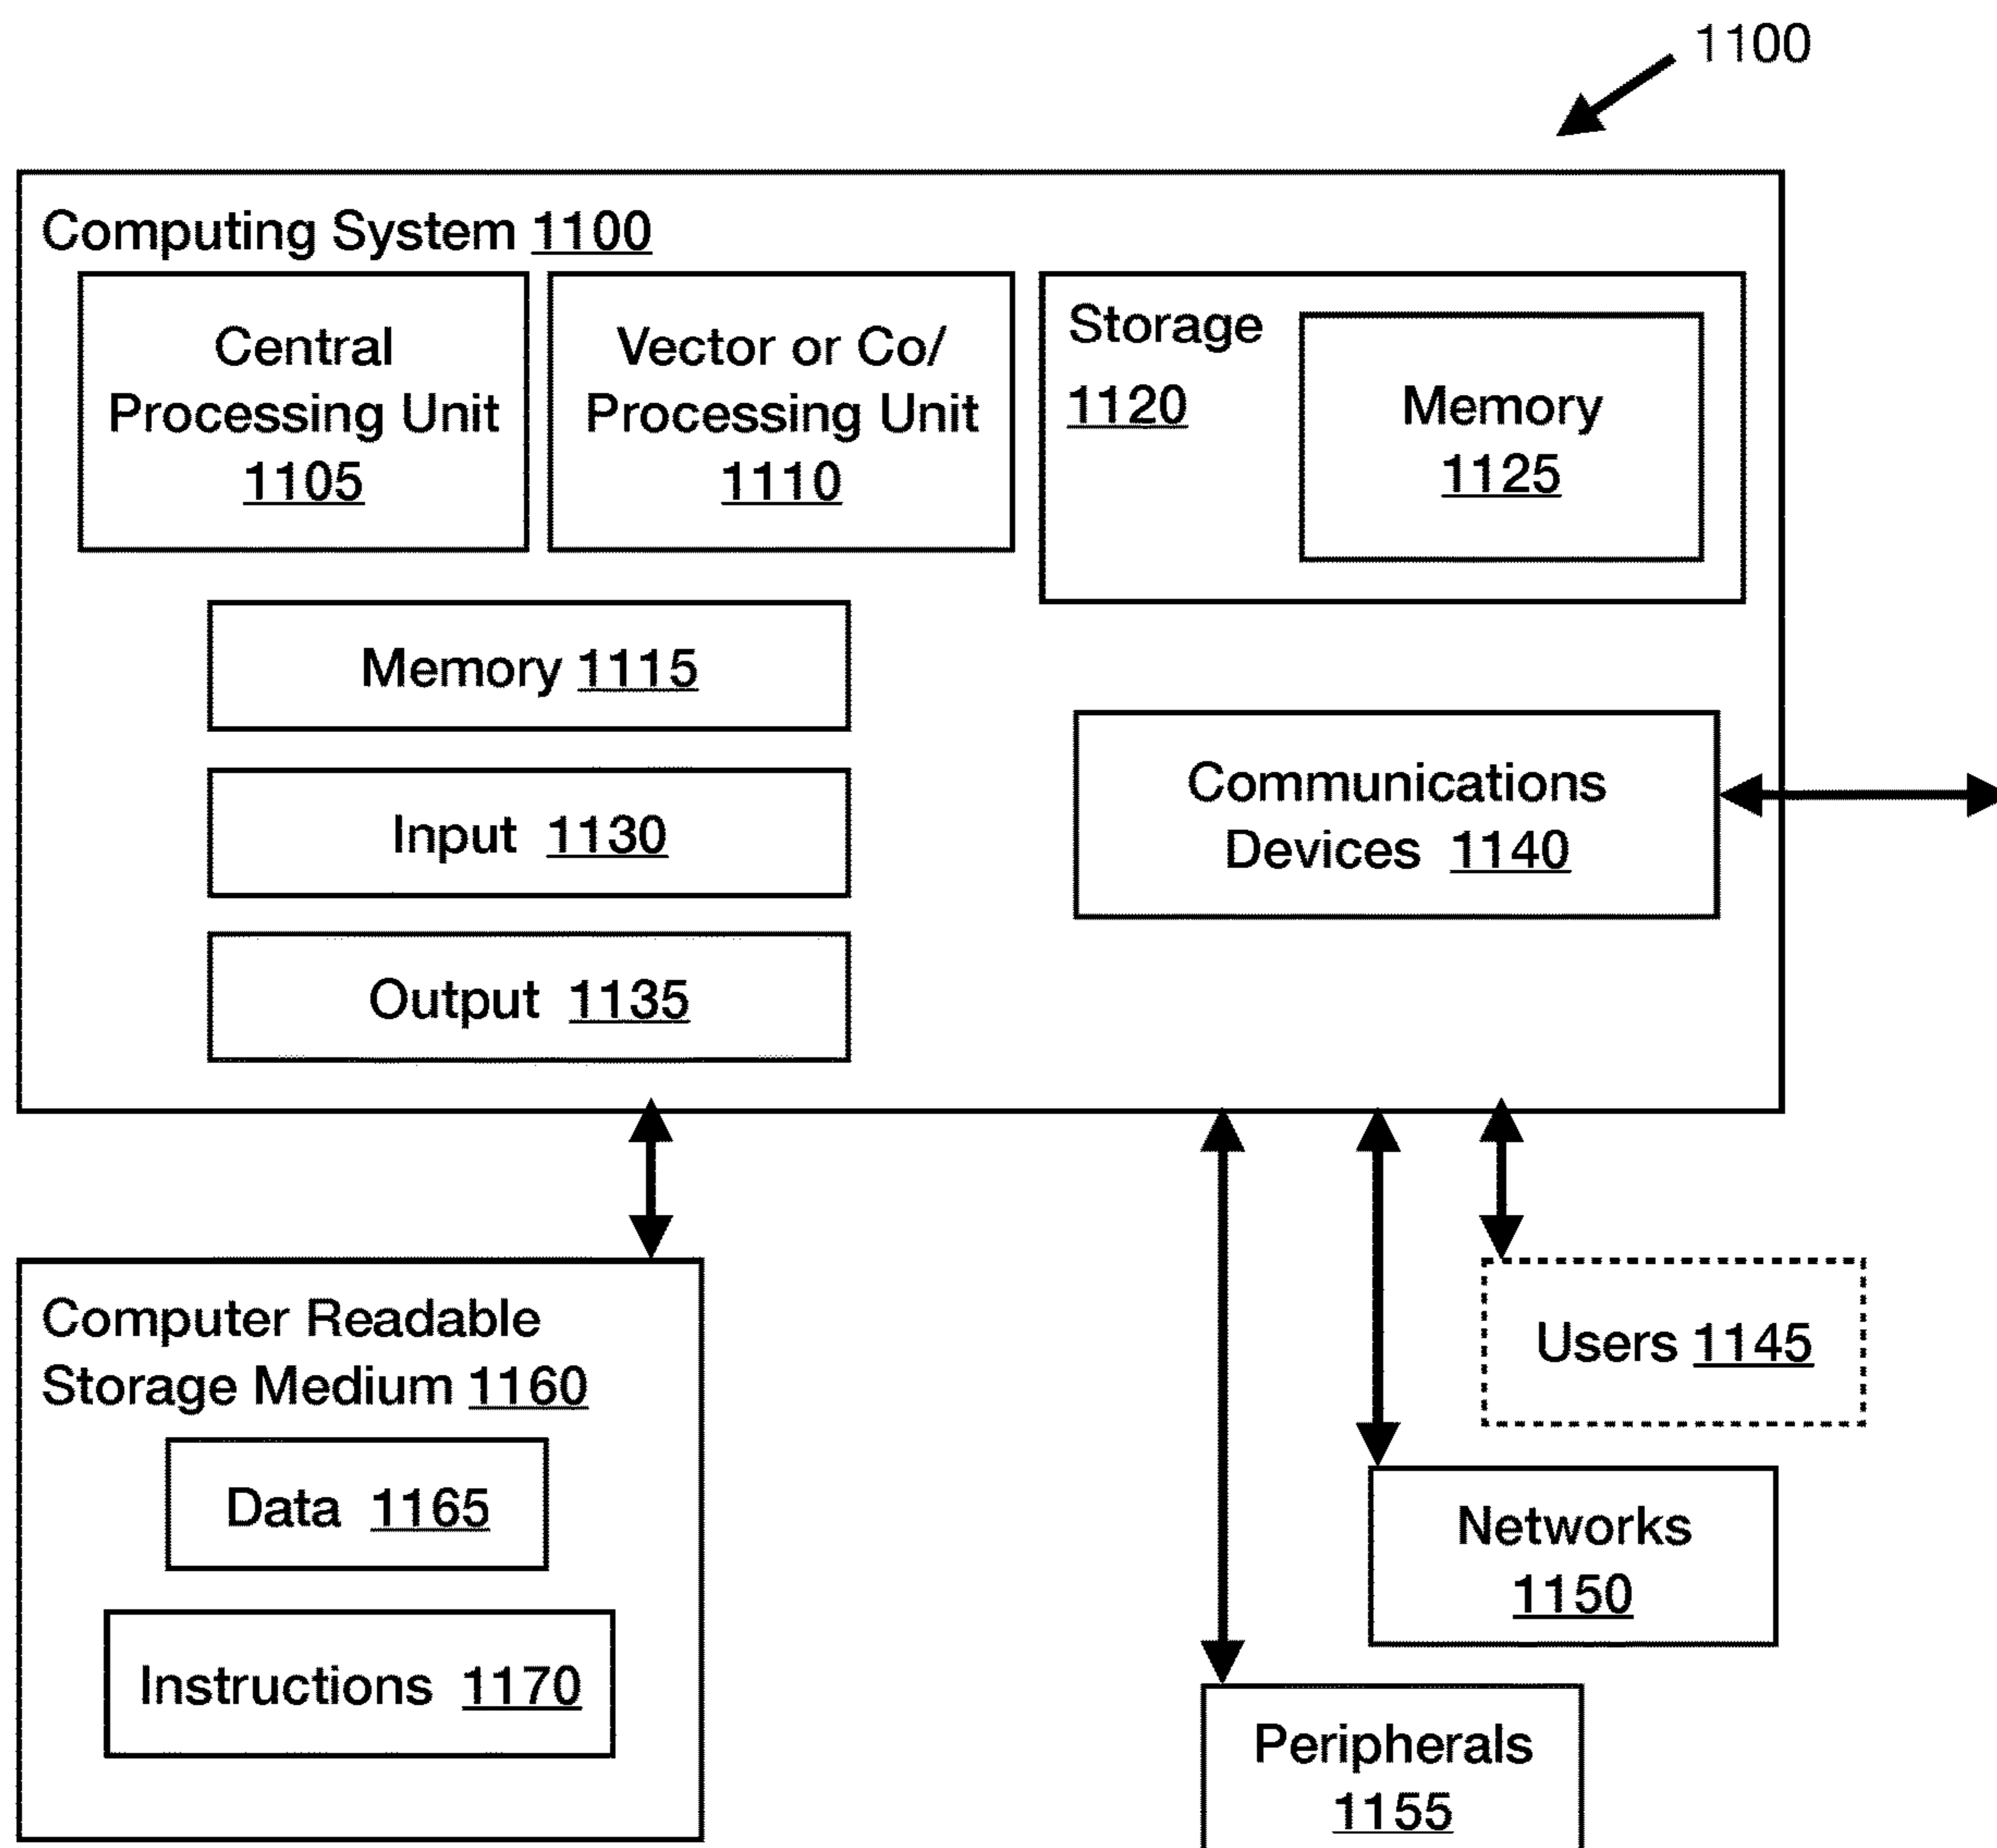 1100
Computing System 1100
Central
Processing Unit
1105
Vector or Co/
Processing Unit
1110
Storage
1120
Memory
1125
Memory 1115
Input 1130
Output 1135
Communications
Devices 1140
Computer Readable
Storage Medium 1160
Data 1165
Instructions 1170
Users 1145
Networks
1150
Peripherals
1155